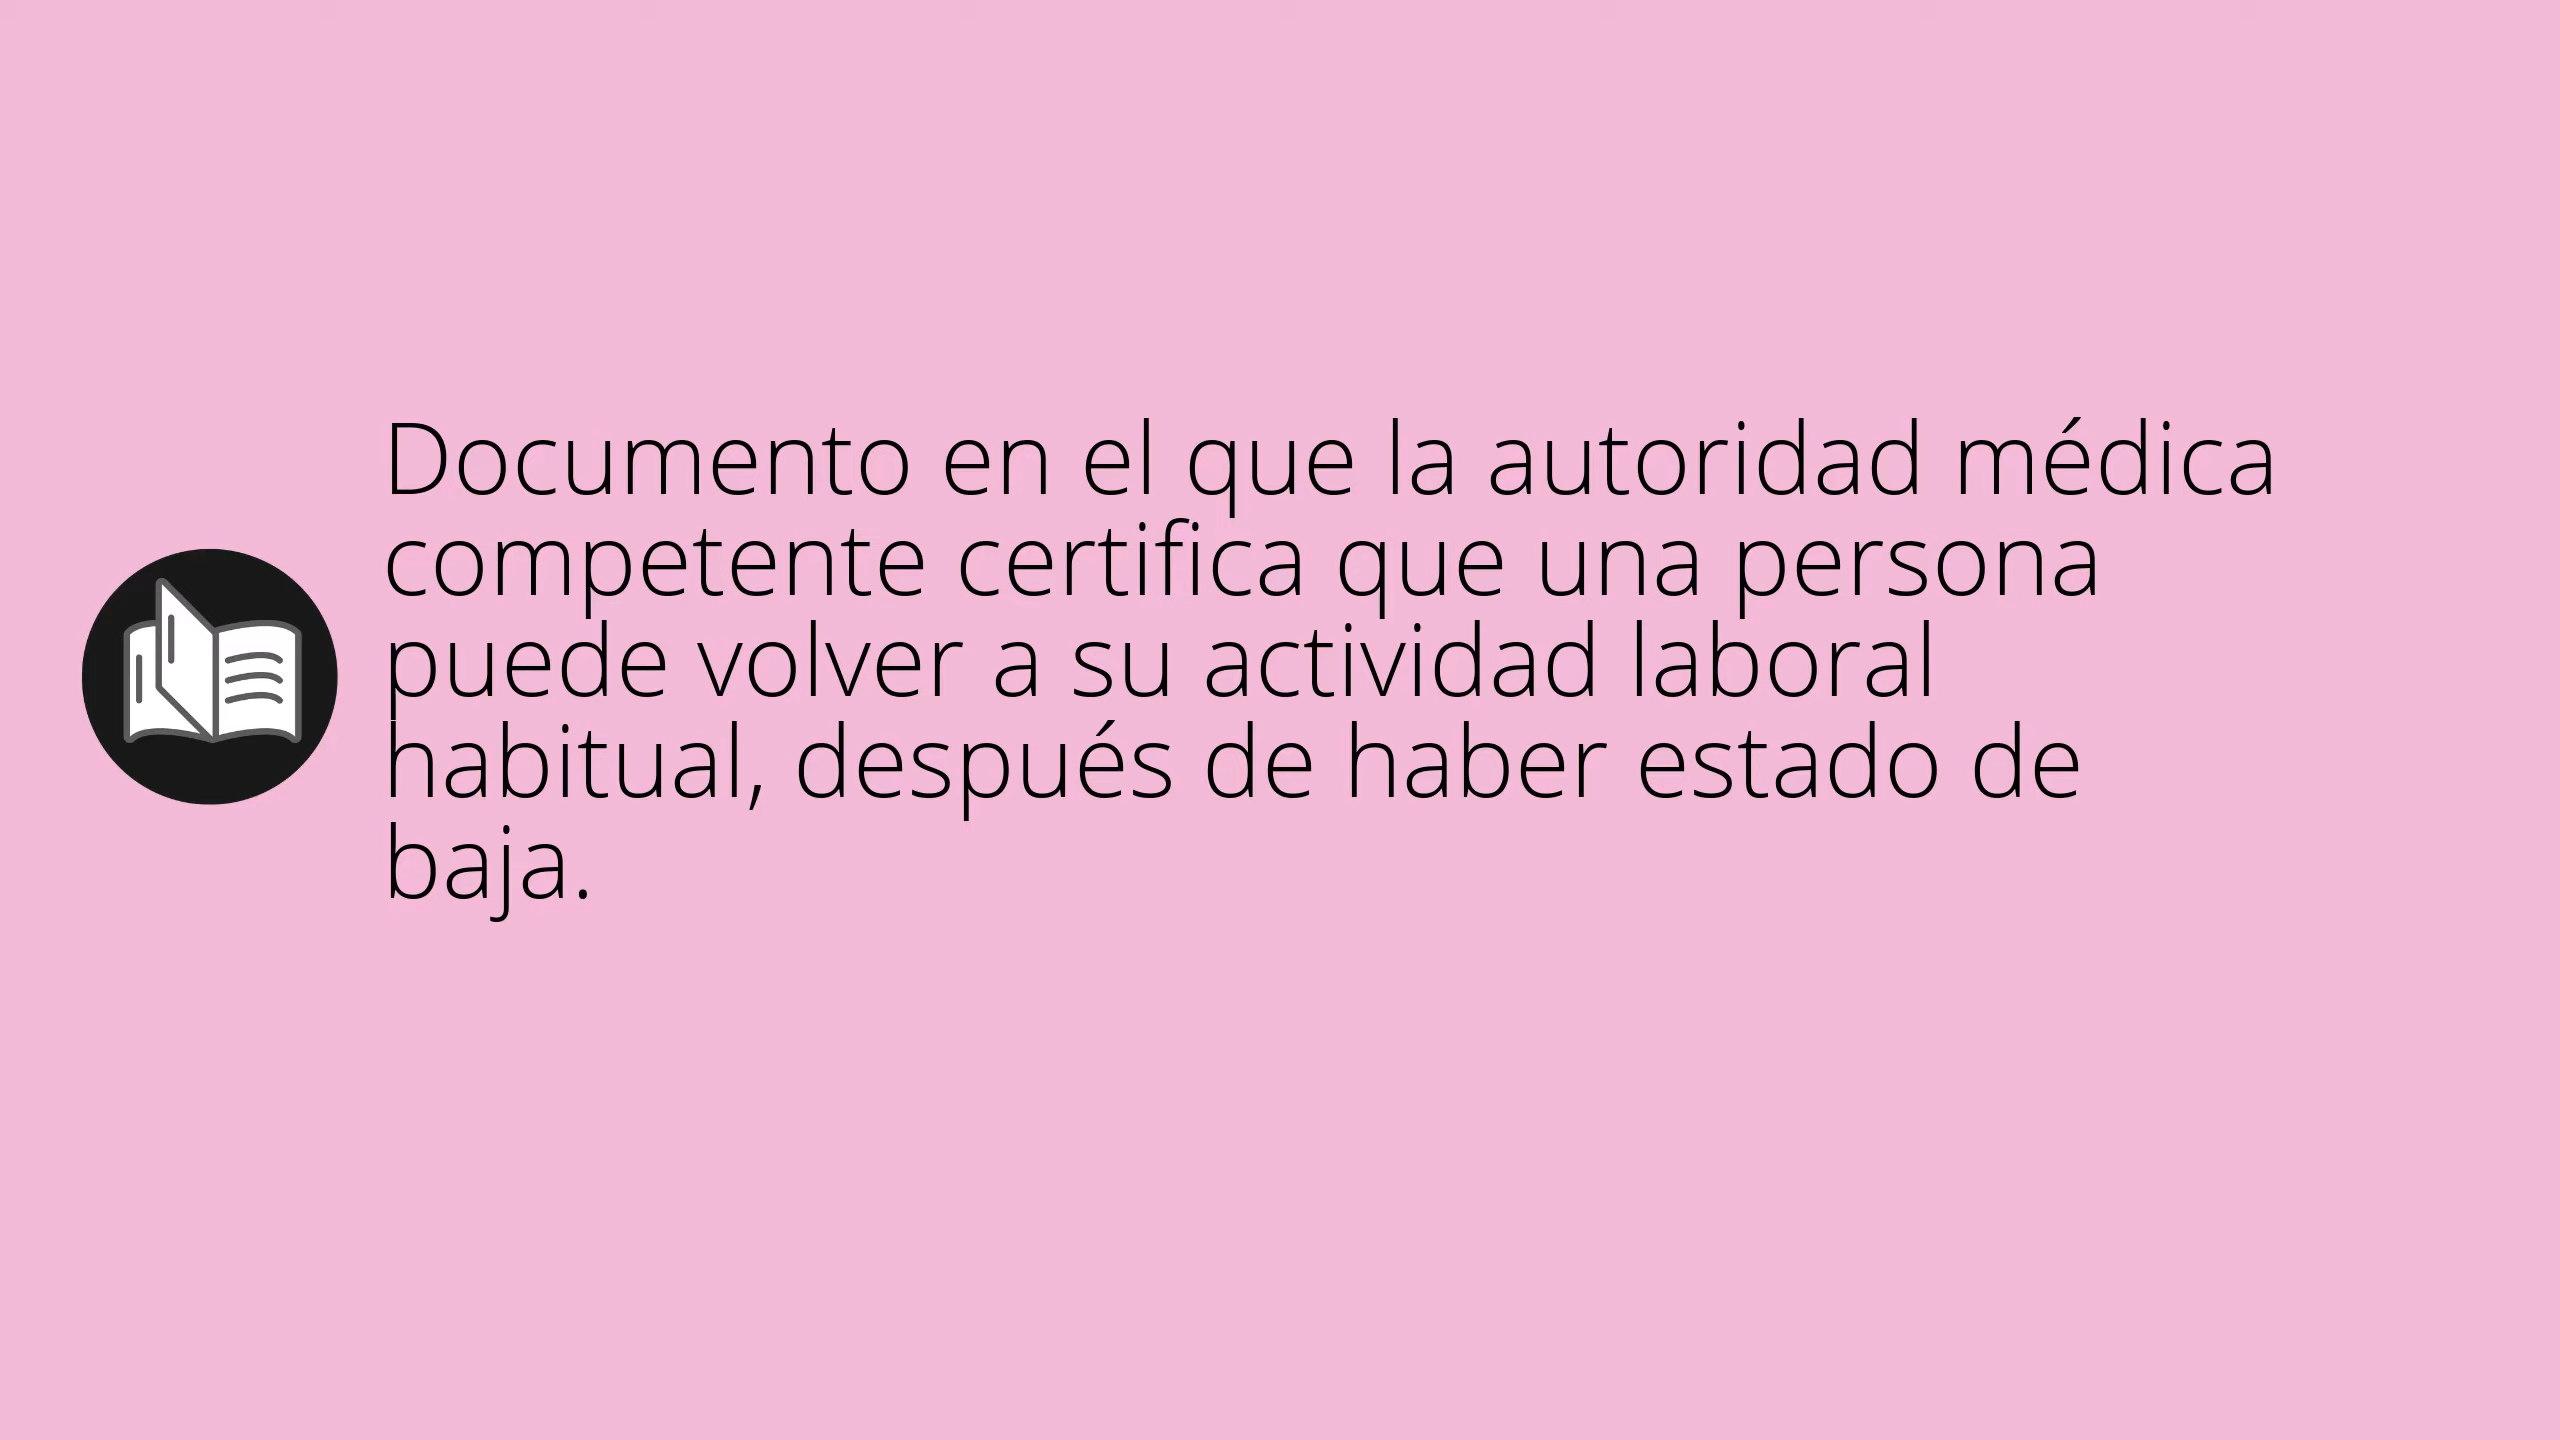 Documento en el que la autoridad médica
competente certifica que una persona
puede volver a su actividad laboral
habitual, después de haber estado de
baja.